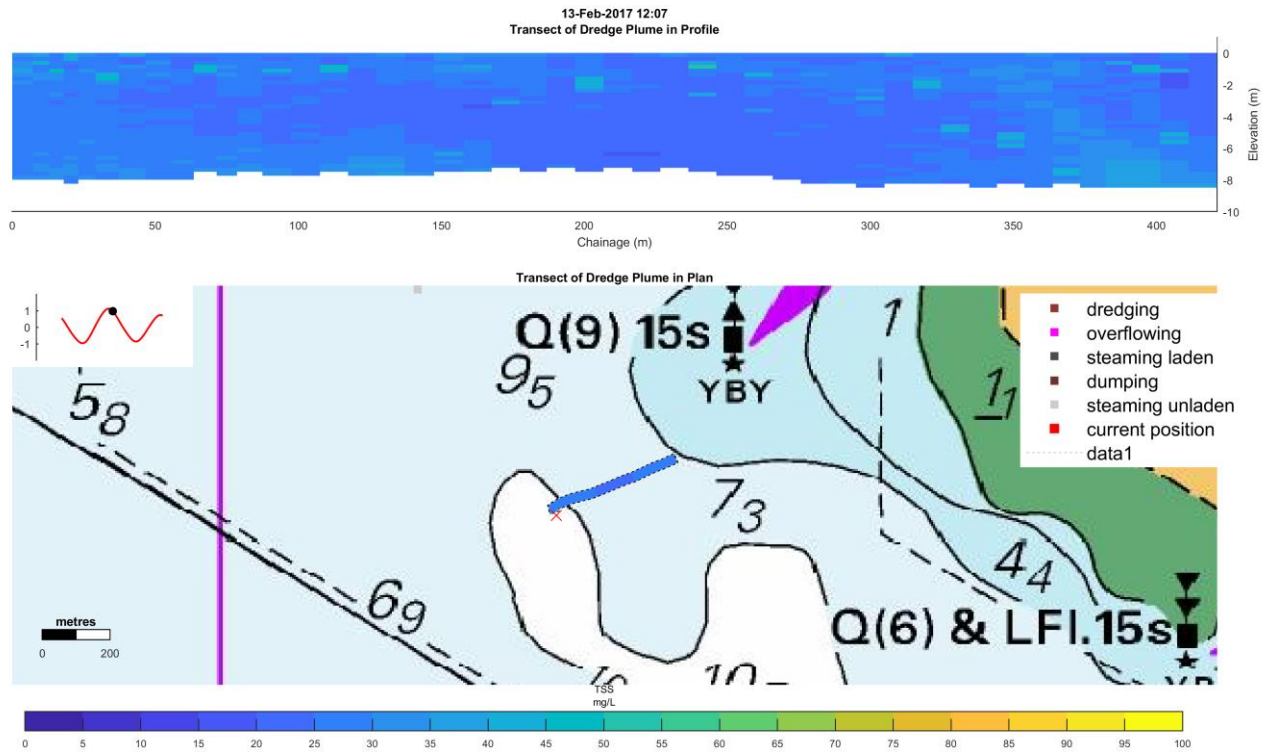 13-Feb-2017 12:07
Transect of Dredge Plume in Profile
0
-2
-4
-6
-8
-10
Elevation (m)
0 50 100 150 200 250 300 350 400
Chainage (m)
Transect of Dredge Plume in Plan
1
0
-1
Q(9) 15s
YBY
1
1₁
9₅
5₈
7₃
4₄
6₉
Q(6) & LFl.15s
10
dredging
overflowing
steaming laden
dumping
steaming unladen
current position
data1
metres
0 200
TSS
mg/L
0 5 10 15 20 25 30 35 40 45 50 55 60 65 70 75 80 85 90 95 100